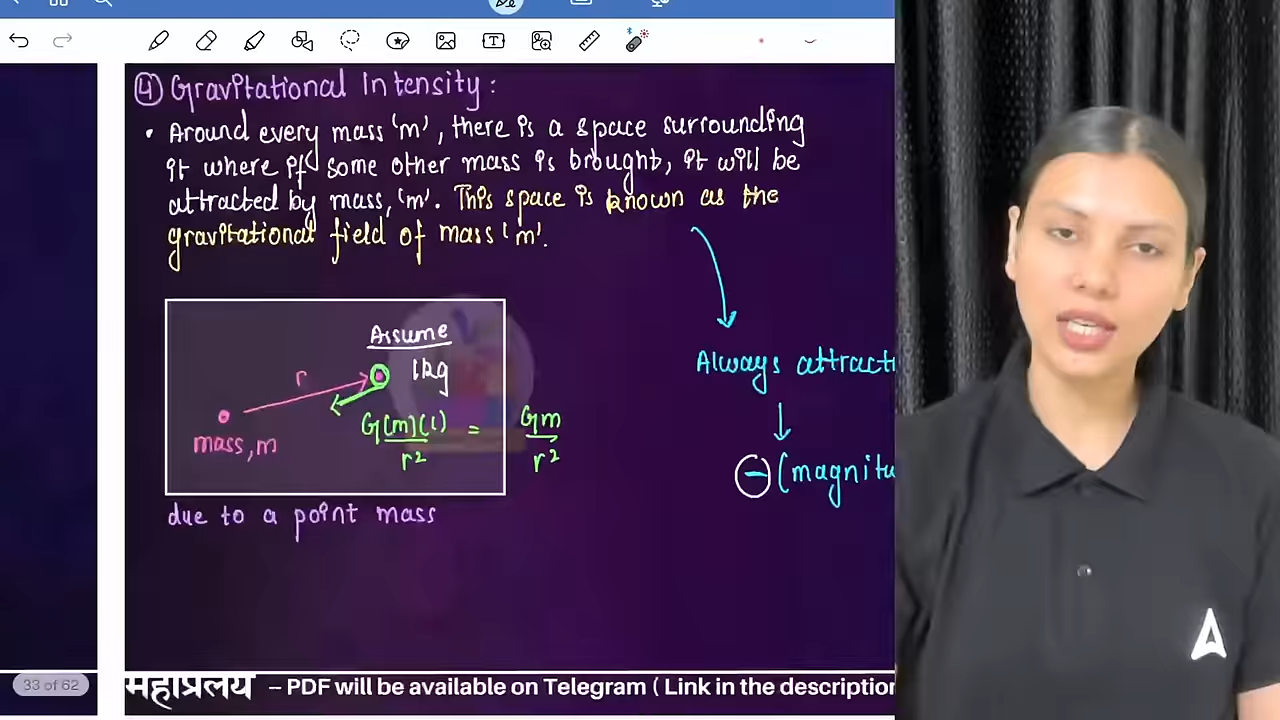 ④ Gravitational Intensity:
• Around every mass 'm', there is a space surrounding
it where if some other mass is brought, it will be
attracted by mass, 'm'. This space is known as the
gravitational field of mass 'm'.
Assume
1kg
r
mass, m
G(m)(1)/r² = Gm/r²
due to a point mass
Always attracti
⊖ (magnitu
33 of 62
महाप्रलय – PDF will be available on Telegram ( Link in the description